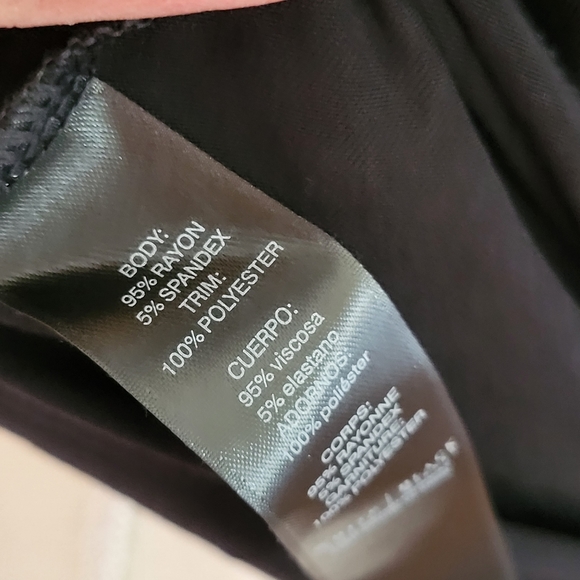 BODY:
95% RAYON
5% SPANDEX
TRIM:
100% POLYESTER
CUERPO:
95% viscosa
5% elastano
ADORNOS:
100% poliéster
CORPS:
95% RAYONNE
5% SPANDEX
GARNITURE:
100% POLYESTER